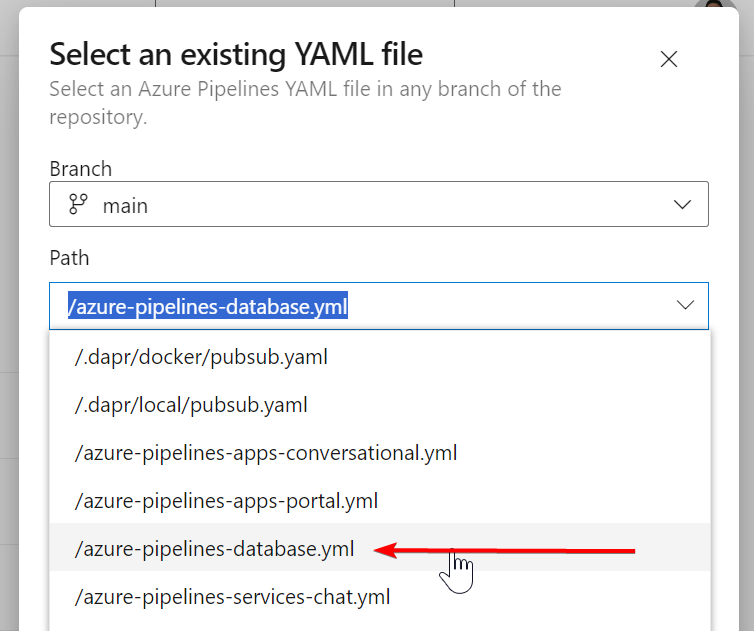 Select an existing YAML file
Select an Azure Pipelines YAML file in any branch of the
repository.
Branch
main
Path
/azure-pipelines-database.yml
/.dapr/docker/pubsub.yaml
/.dapr/local/pubsub.yaml
/azure-pipelines-apps-conversational.yml
/azure-pipelines-apps-portal.yml
/azure-pipelines-database.yml
/azure-pipelines-services-chat.yml